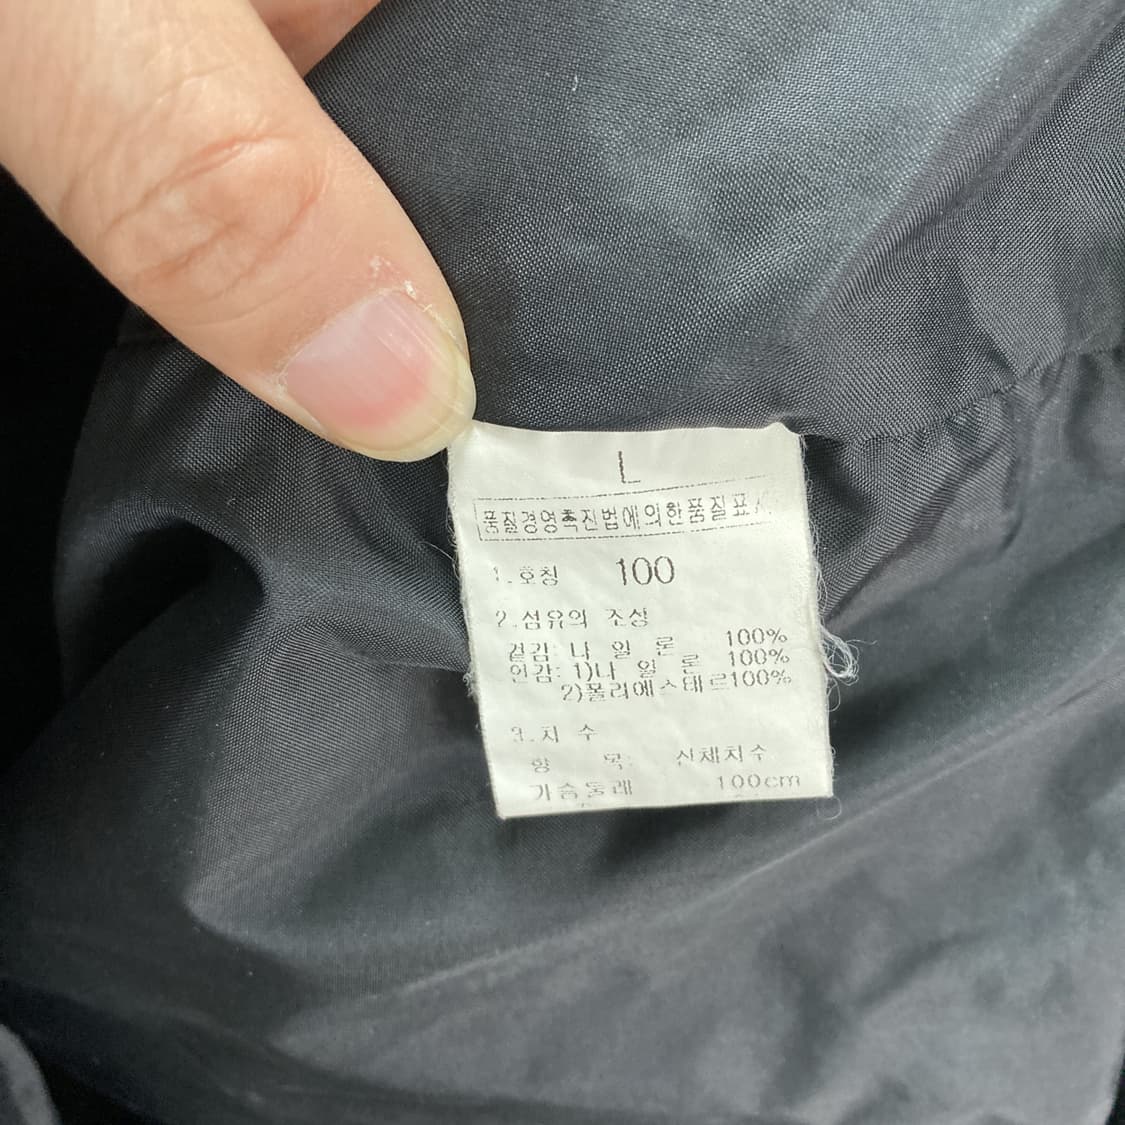 L
품질경영촉진법에의한품질표시
1.호칭 100
2.섬유의 조성
겉감: 나 일 론 100%
안감: 1)나 일 론 100%
2)폴리에스테르100%
3.치 수
항 목: 신체치수
가슴둘레 100cm